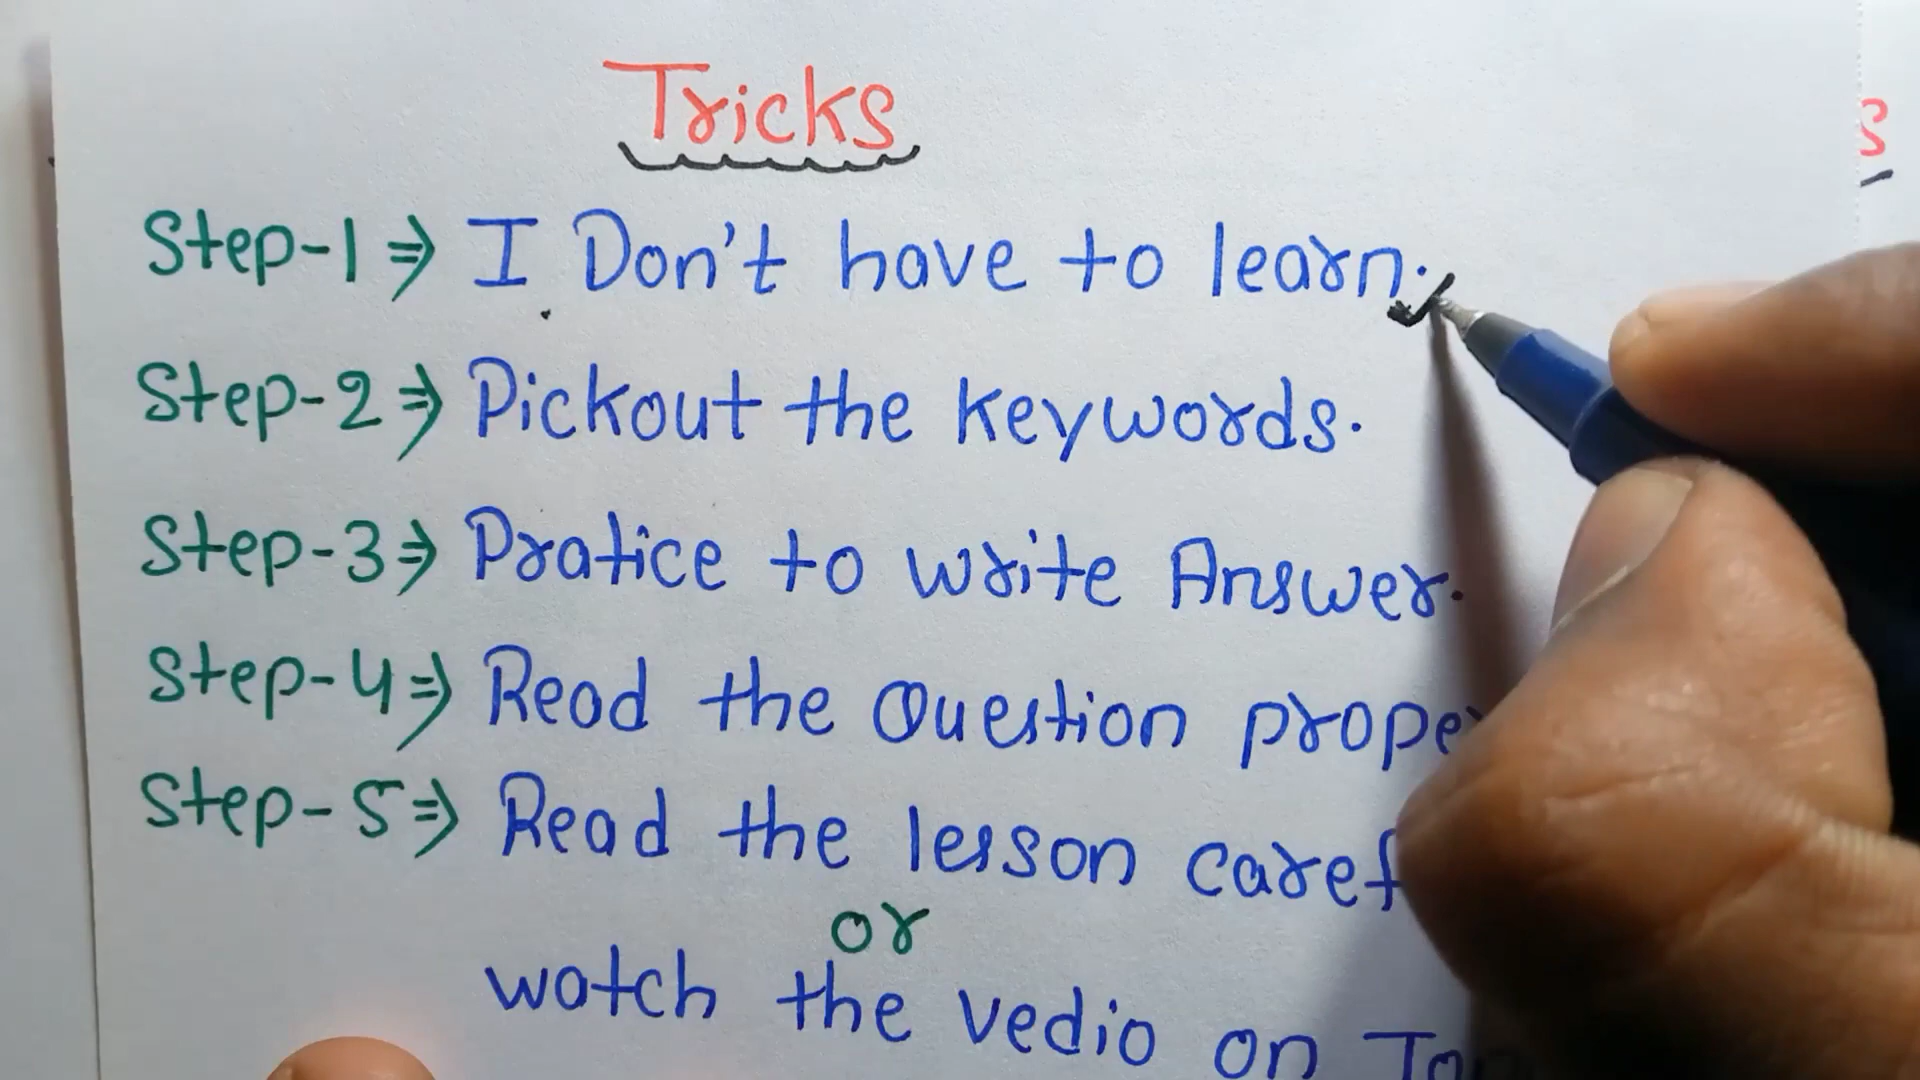 Tricks
Step-1 ⇒ I Don't have to learn.
Step-2 ⇒ Pickout the keywords.
Step-3 ⇒ Pratice to write Answer.
Step-4 ⇒ Read the Question
Step-5 ⇒ Read the lesson
or
watch the vedio on